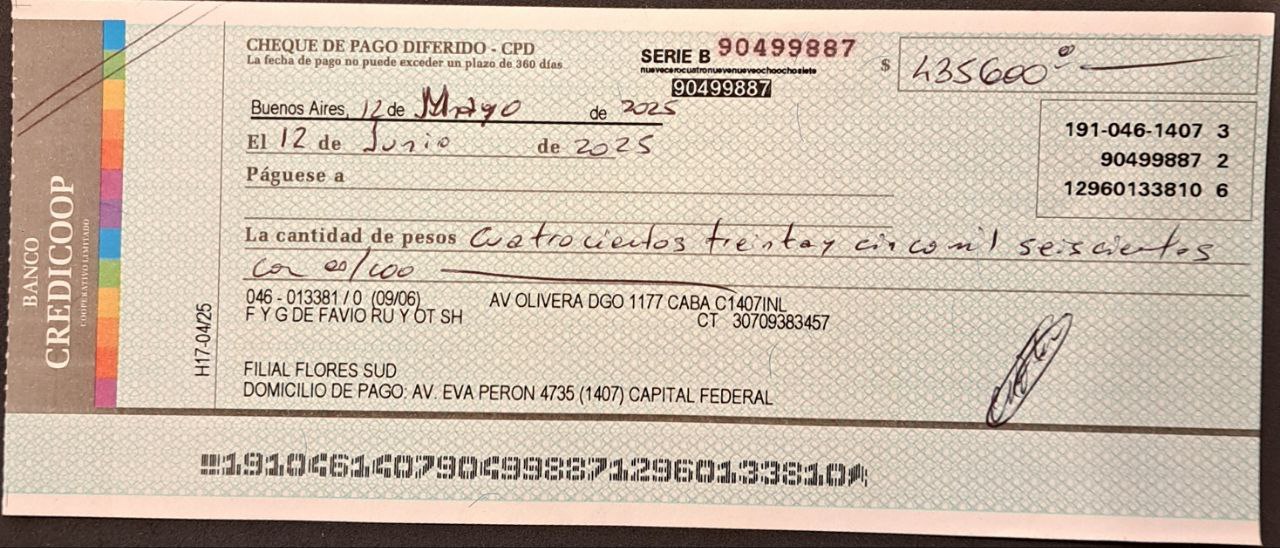 BANCO
CREDICOOP
COOPERATIVO LIMITADO
H17-04/25
CHEQUE DE PAGO DIFERIDO - CPD
La fecha de pago no puede exceder un plazo de 360 días
SERIE B 90499887
nuevecerocuatronuevenueveochoochosiete
90499887
$ 435600 00
Buenos Aires, 12 de Mayo de 2025
El 12 de Junio de 2025
Páguese a
191-046-1407 3
90499887 2
12960133810 6
La cantidad de pesos Cuatrocientos treinta y cinco mil seiscientos
con 00/100
046 - 013381 / 0 (09/06) AV OLIVERA DGO 1177 CABA C1407INL
F Y G DE FAVIO RU Y OT SH CT 30709383457
FILIAL FLORES SUD
DOMICILIO DE PAGO: AV. EVA PERON 4735 (1407) CAPITAL FEDERAL
19104614079049988712960133810